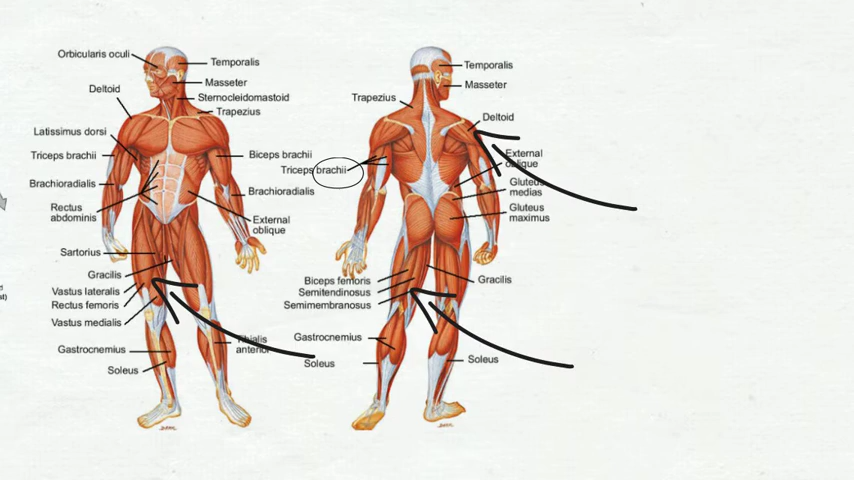 Orbicularis oculi
Temporalis
Masseter
Deltoid
Sternocleidomastoid
Trapezius
Latissimus dorsi
Triceps brachii
Biceps brachii
Brachioradialis
Brachioradialis
Rectus
abdominis
External
oblique
Sartorius
Gracilis
Vastus lateralis
Rectus femoris
Vastus medialis
Tibialis
anterior
Gastrocnemius
Soleus
Temporalis
Masseter
Trapezius
Deltoid
External
oblique
Triceps brachii
Gluteus
medias
Gluteus
maximus
Biceps femoris
Gracilis
Semitendinosus
Semimembranosus
Gastrocnemius
Soleus
Soleus